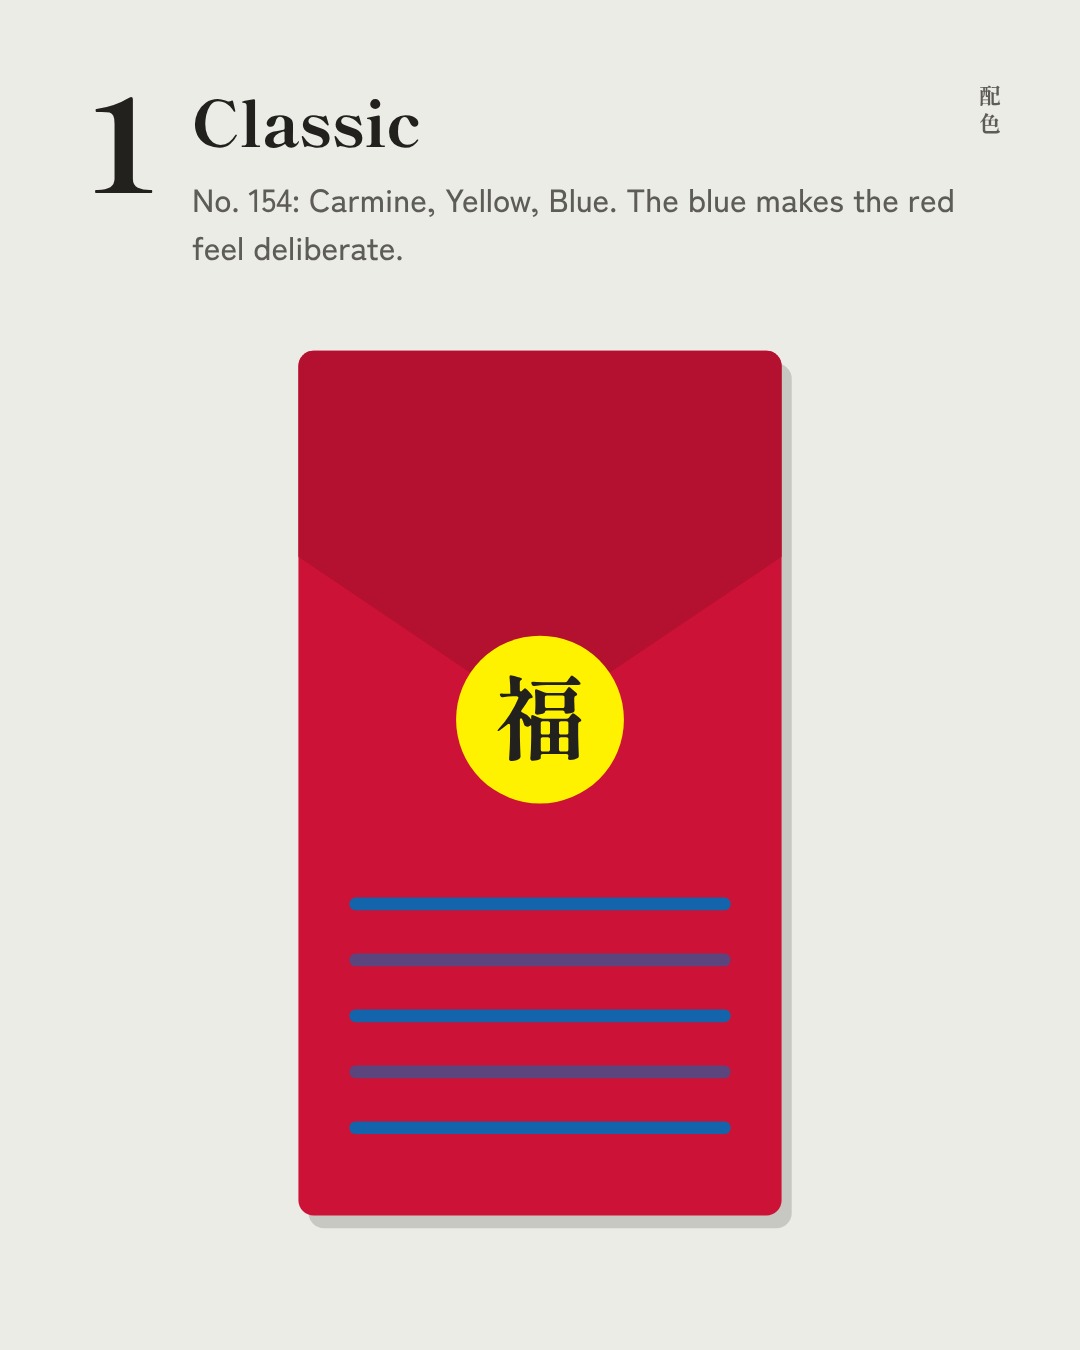 1
Classic
配色
No. 154: Carmine, Yellow, Blue. The blue makes the red
feel deliberate.
福